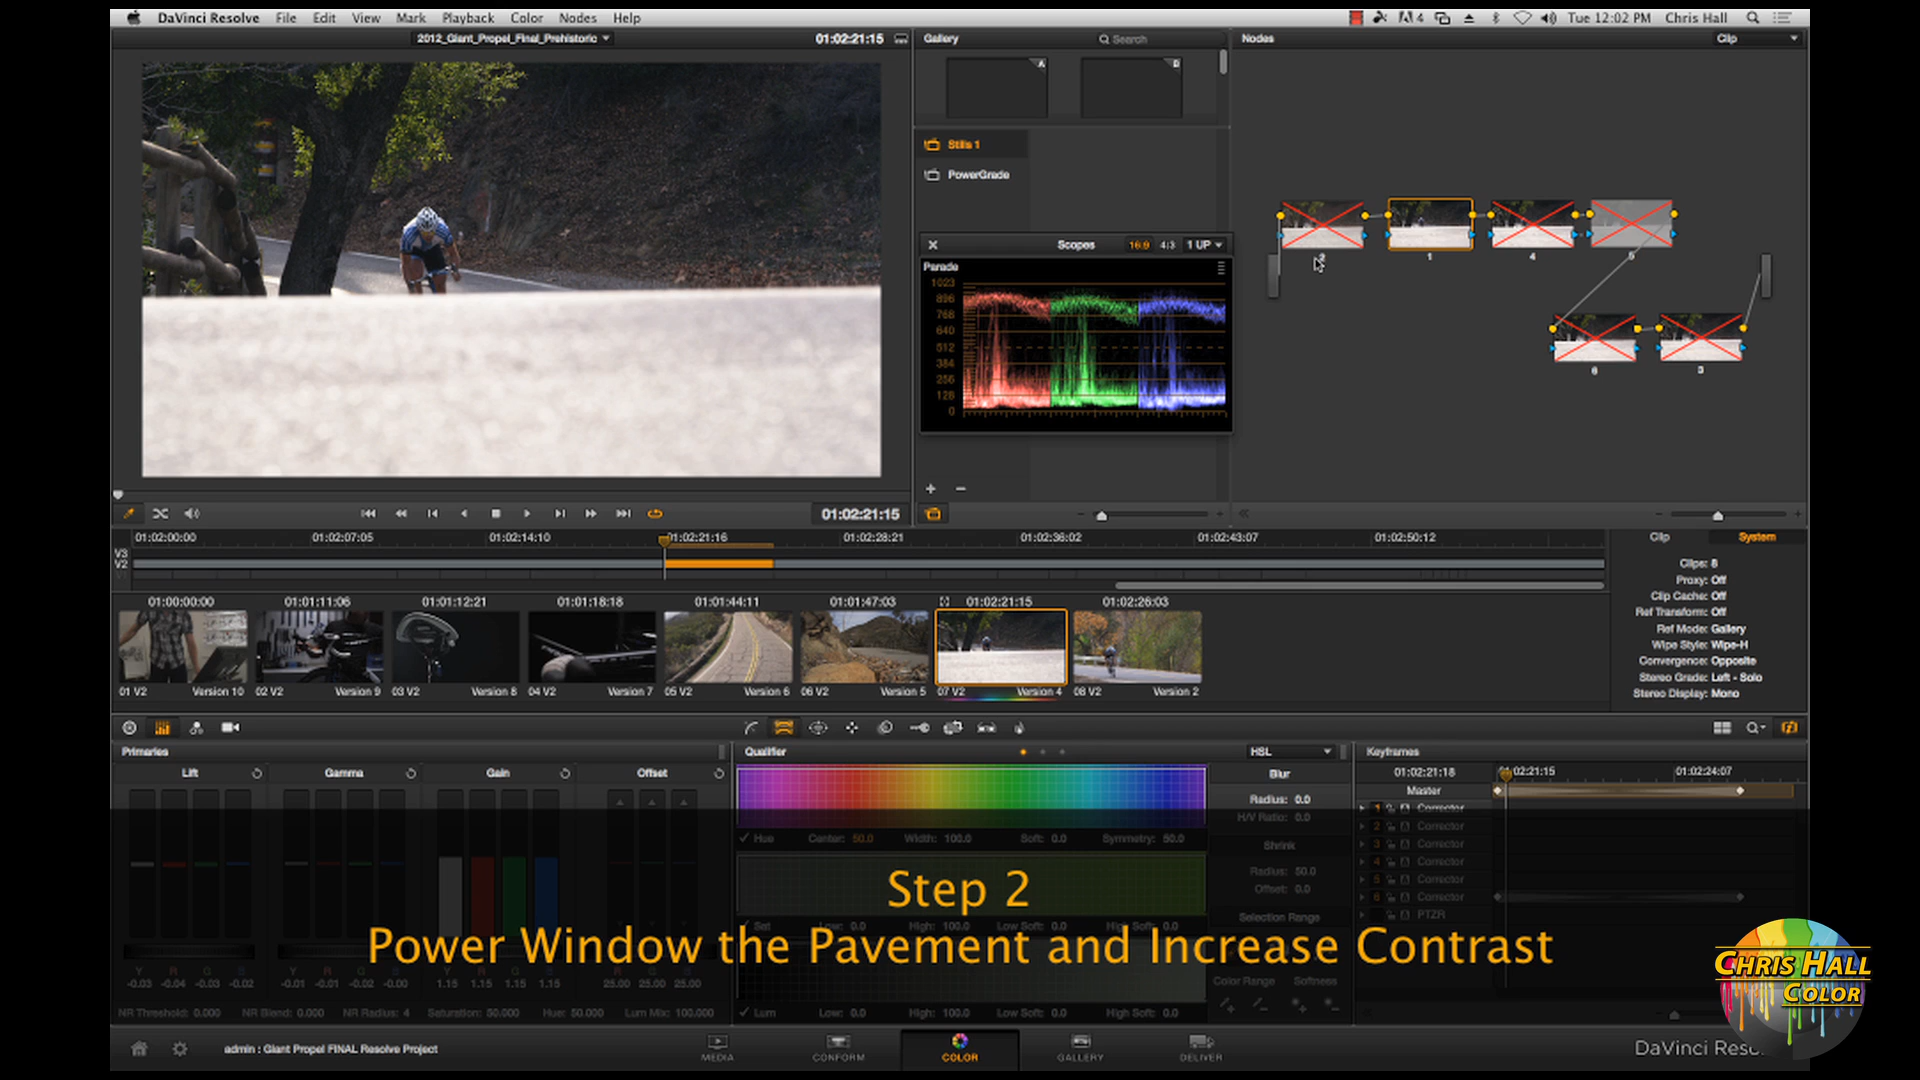 DaVinci Resolve File Edit View Mark Playback Color Nodes Help
4 Tue 12:02 PM Chris Hall
2012_Giant_Propel_Final_Prehistoric 01:02:21:15
Gallery Search
Nodes Clip
A B
Stills 1
PowerGrade
Scopes 16:9 4:3 1 UP
Parade
1023
896
768
640
512
384
256
128
0
2 1 4 5
6 3
01:02:21:15
01:02:00:00 01:02:07:05 01:02:14:10 01:02:21:16 01:02:28:21 01:02:36:02 01:02:43:07 01:02:50:12
V3
V2
V1
Clip System
Clips: 8
Proxy: Off
Clip Cache: Off
Ref Transform: Off
Ref Mode: Gallery
Wipe Style: Wipe-H
Convergence: Opposite
Stereo Grade: Left - Solo
Stereo Display: Mono
01:00:00:00 01:01:11:06 01:01:12:21 01:01:18:18 01:01:44:11 01:01:47:03 01:02:21:15 01:02:26:03
01 V2 Version 10 02 V2 Version 9 03 V2 Version 8 04 V2 Version 7 05 V2 Version 6 06 V2 Version 5 07 V2 Version 4 08 V2 Version 2
Primaries
Lift Gamma Gain Offset
Y R G B Y R G B Y R G B R G B
-0.03 -0.04 -0.03 -0.02 -0.01 -0.01 -0.02 -0.00 1.15 1.15 1.15 1.15 25.00 25.00 25.00
NR Threshold: 0.000 NR Blend: 0.000 NR Radius: 4 Saturation: 50.000 Hue: 50.000 Lum Mix: 100.000
Qualifier HSL
Hue Center: 50.0 Width: 100.0 Soft: 0.0 Symmetry: 50.0
Sat Low: 0.0 High: 100.0 Low Soft: 0.0 High Soft: 0.0
Lum Low: 0.0 High: 100.0 Low Soft: 0.0 High Soft: 0.0
Blur
Radius: 0.0
H/V Ratio: 0.0
Shrink
Radius: 50.0
Offset: 0.0
Selection Range
Color Range Softness
Keyframes
01:02:21:18 01:02:21:15 01:02:24:07
Master
1 Corrector
2 Corrector
3 Corrector
4 Corrector
5 Corrector
6 Corrector
PTZR
Step 2
Power Window the Pavement and Increase Contrast
CHRIS HALL
COLOR
admin : Giant Propel FINAL Resolve Project
MEDIA CONFORM COLOR GALLERY DELIVER
DaVinci Reso